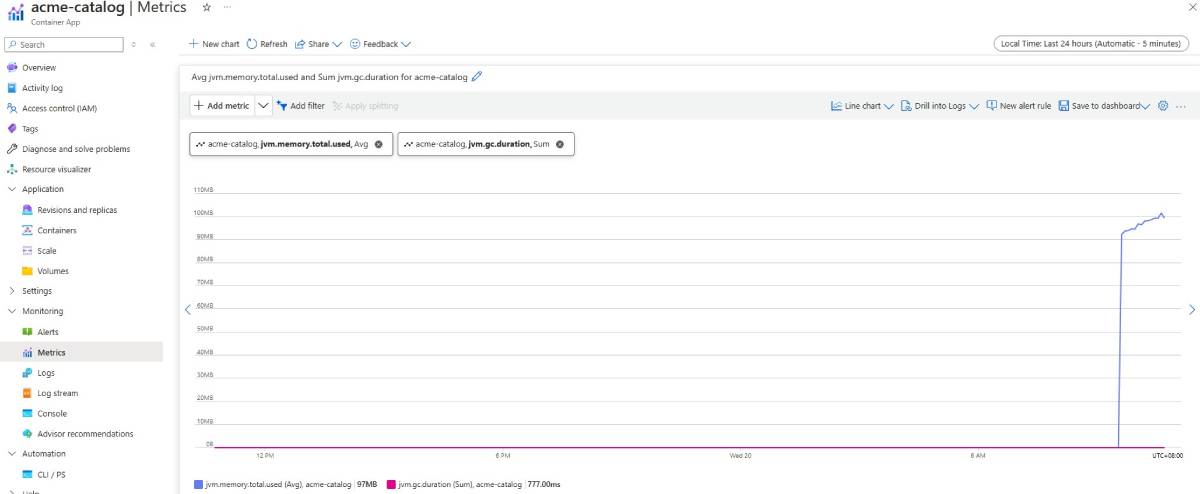 acme-catalog | Metrics
Container App
Search
Overview
Activity log
Access control (IAM)
Tags
Diagnose and solve problems
Resource visualizer
Application
Revisions and replicas
Containers
Scale
Volumes
Settings
Monitoring
Alerts
Metrics
Logs
Log stream
Console
Advisor recommendations
Automation
CLI / PS
Help
New chart Refresh Share Feedback
Local Time: Last 24 hours (Automatic - 5 minutes)
Avg jvm.memory.total.used and Sum jvm.gc.duration for acme-catalog
Add metric Add filter Apply splitting Line chart Drill into Logs New alert rule Save to dashboard
acme-catalog, jvm.memory.total.used, Avg acme-catalog, jvm.gc.duration, Sum
110MB
100MB
90MB
80MB
70MB
60MB
50MB
40MB
30MB
20MB
10MB
0B
12 PM 6 PM Wed 20 6 AM UTC+08:00
jvm.memory.total.used (Avg), acme-catalog | 97MB jvm.gc.duration (Sum), acme-catalog | 777.00ms